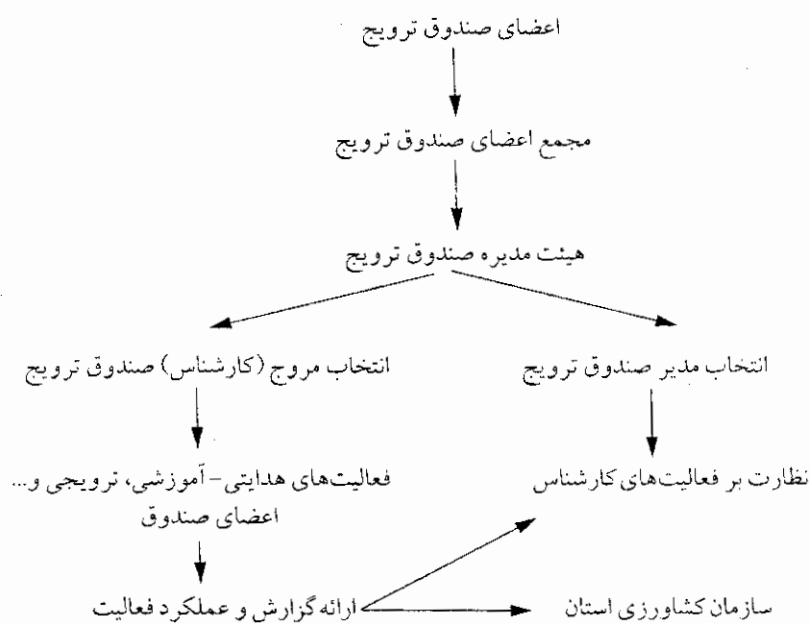 اعضای صندوق ترویج
مجمع اعضای صندوق ترویج
هیئت مدیره صندوق ترویج
انتخاب مدیر صندوق ترویج
انتخاب مروج (کارشناس) صندوق ترویج
نظارت بر فعالیت‌های کارشناس
فعالیت‌های هدایتی - آموزشی، ترویجی و...
اعضای صندوق
ارائه گزارش و عملکرد فعالیت
سازمان کشاورزی استان